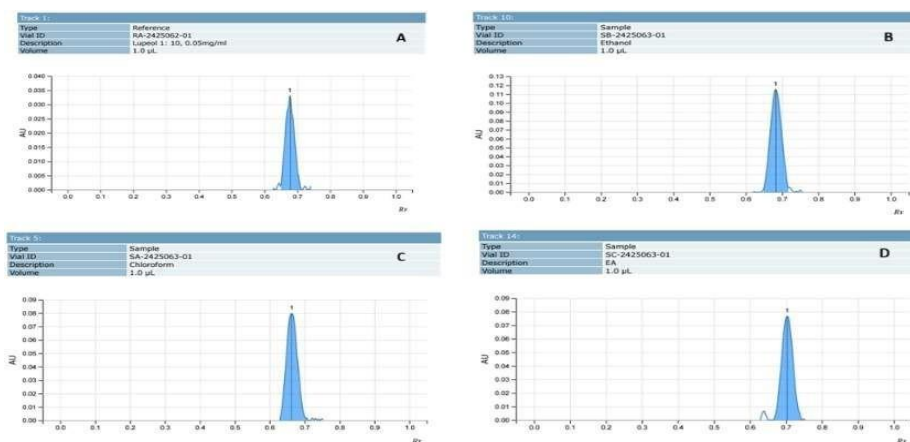 Track 1:
Type Reference
Vial ID RA-2425062-01
Description Lupeol 1: 10, 0.05mg/ml
Volume 1.0 µL
A
0.040
0.035
0.030
0.025
0.020
0.015
0.010
0.005
0.000
AU
1
0.0 0.1 0.2 0.3 0.4 0.5 0.6 0.7 0.8 0.9 1.0
RF
Track 10:
Type Sample
Vial ID SB-2425063-01
Description Ethanol
Volume 1.0 µL
B
0.13
0.12
0.11
0.10
0.09
0.08
0.07
0.06
0.05
0.04
0.03
0.02
0.01
0.00
AU
1
0.0 0.1 0.2 0.3 0.4 0.5 0.6 0.7 0.8 0.9 1.0
RF
Track 5:
Type Sample
Vial ID SA-2425063-01
Description Chloroform
Volume 1.0 µL
C
0.09
0.08
0.07
0.06
0.05
0.04
0.03
0.02
0.01
0.00
AU
1
0.0 0.1 0.2 0.3 0.4 0.5 0.6 0.7 0.8 0.9 1.0
RF
Track 14:
Type Sample
Vial ID SC-2425063-01
Description EA
Volume 1.0 µL
D
0.09
0.08
0.07
0.06
0.05
0.04
0.03
0.02
0.01
0.00
AU
1
0.0 0.1 0.2 0.3 0.4 0.5 0.6 0.7 0.8 0.9 1.0
RF